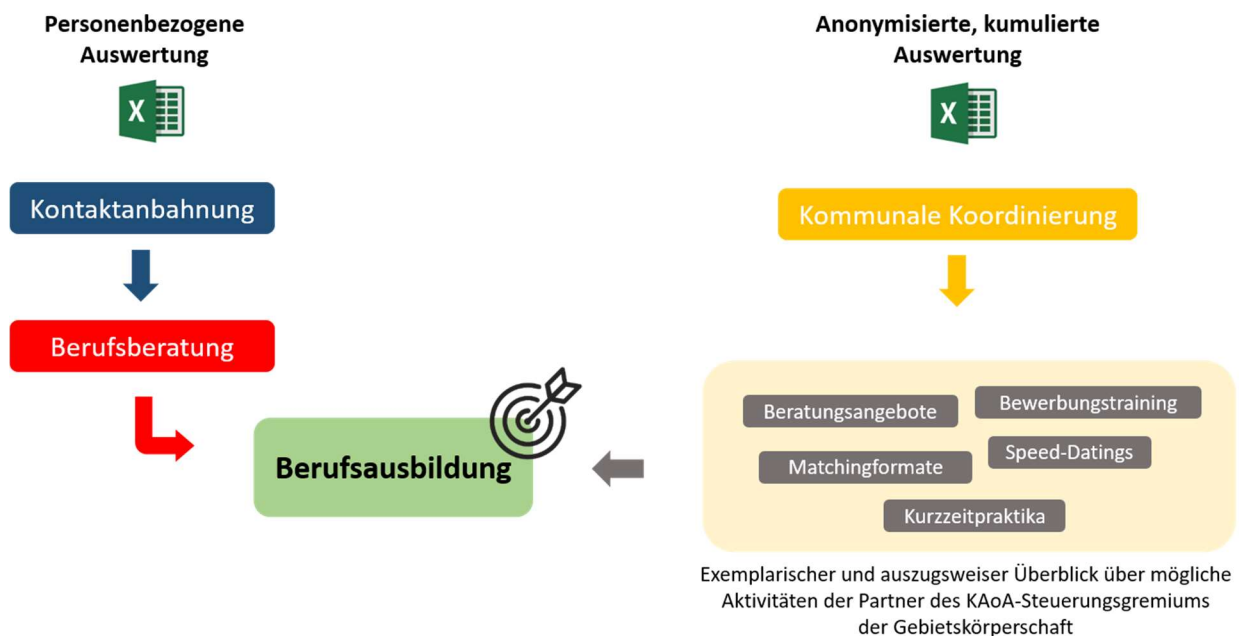 Personenbezogene
Auswertung
X
Kontaktanbahnung
Berufsberatung
Berufsausbildung
Anonymisierte, kumulierte
Auswertung
X
Kommunale Koordinierung
Beratungsangebote
Bewerbungstraining
Matchingformate
Speed-Datings
Kurzzeitpraktika
Exemplarischer und auszugsweiser Überblick über mögliche
Aktivitäten der Partner des KAoA-Steuerungsgremiums
der Gebietskörperschaft